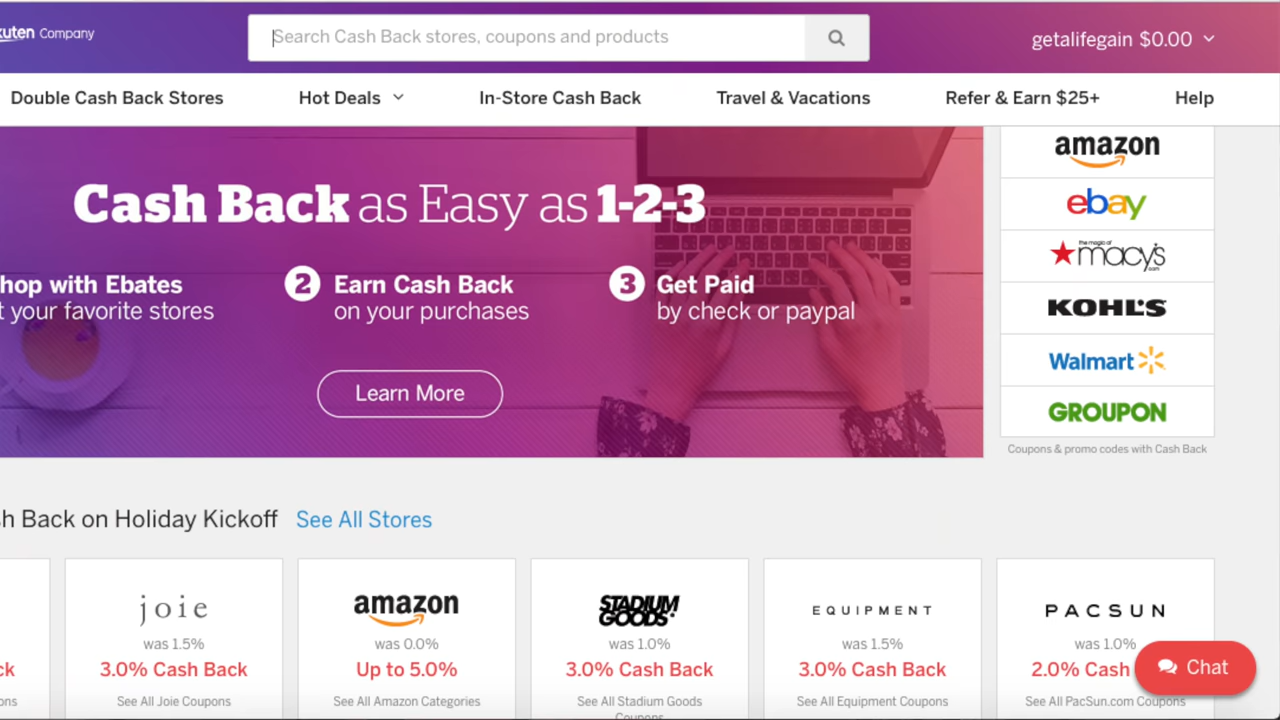 kuten Company
Search Cash Back stores, coupons and products
getalifegain $0.00
Double Cash Back Stores
Hot Deals
In-Store Cash Back
Travel & Vacations
Refer & Earn $25+
Help
Cash Back as Easy as 1-2-3
hop with Ebates
t your favorite stores
2 Earn Cash Back
on your purchases
3 Get Paid
by check or paypal
Learn More
amazon
ebay
the magic of
macy's
.com
KOHL'S
Walmart
GROUPON
Coupons & promo codes with Cash Back
h Back on Holiday Kickoff See All Stores
ck
ons
joie
was 1.5%
3.0% Cash Back
See All Joie Coupons
amazon
was 0.0%
Up to 5.0%
See All Amazon Categories
STADIUM
GOODS
was 1.0%
3.0% Cash Back
See All Stadium Goods
Coupons
EQUIPMENT
was 1.5%
3.0% Cash Back
See All Equipment Coupons
PACSUN
was 1.0%
2.0% Cash
See All PacSun.com Coupons
Chat